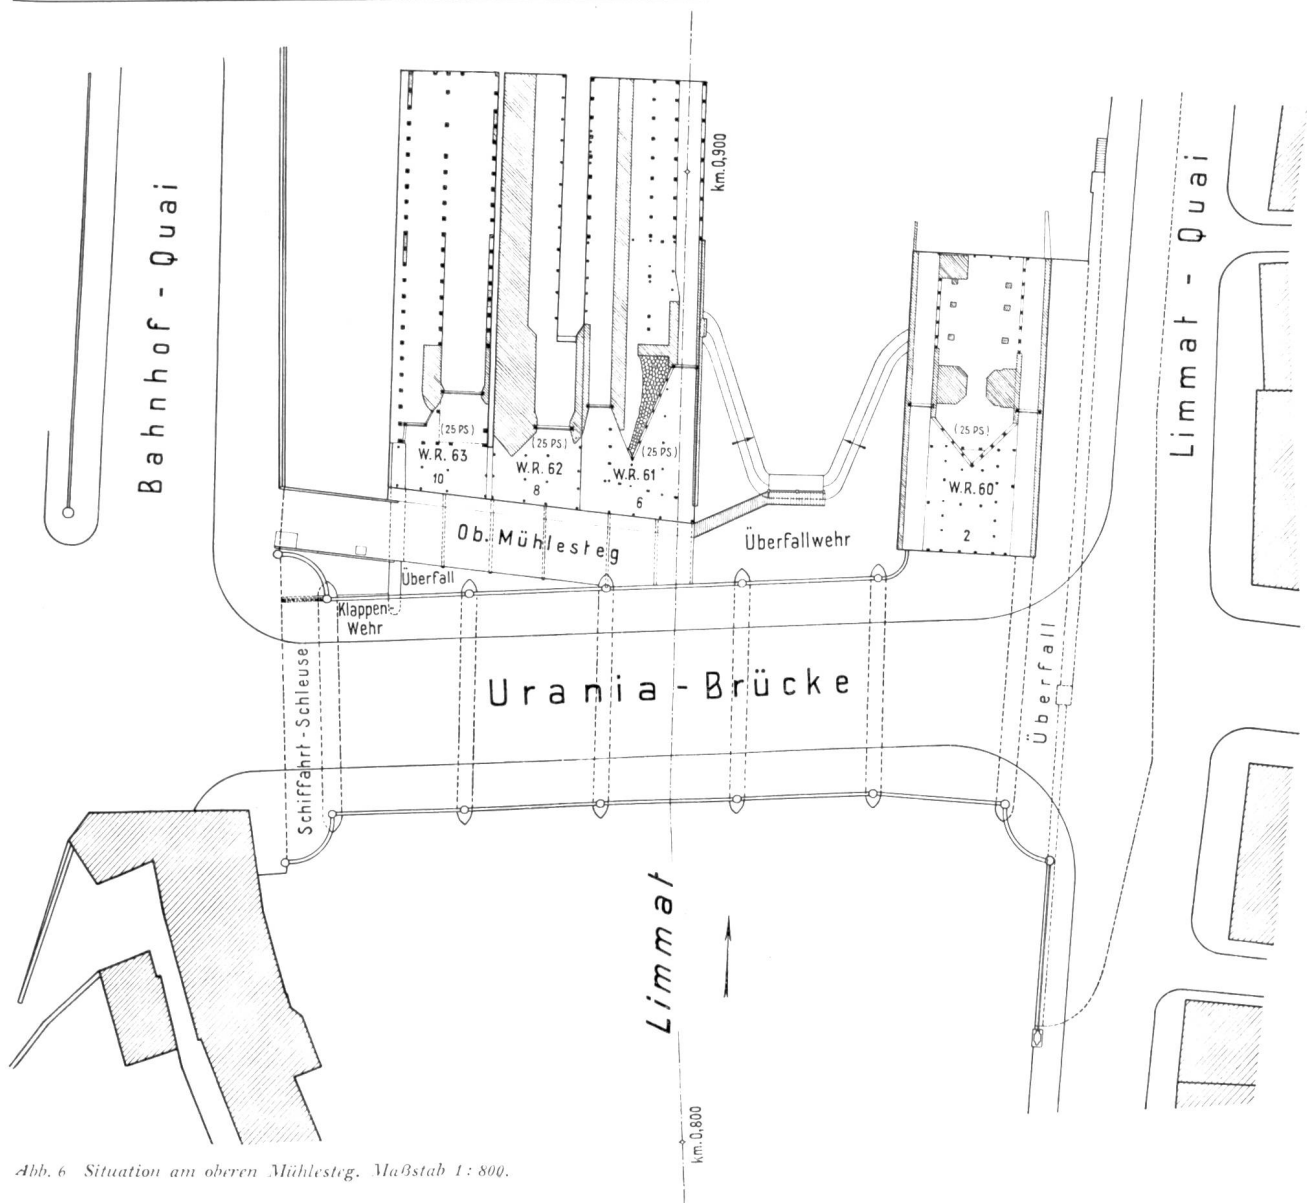 km. 0,900
Bahnhof - Quai
Limmat - Quai
(25 PS)
W.R. 63
10
(25 PS)
W.R. 62
8
(25 PS)
W.R. 61
6
(25 PS)
W.R. 60
2
Ob. Mühlesteg
Überfallwehr
Überfall
Klappen-
Wehr
Schiffahrt-Schleuse
Urania-Brücke
Überfall
Limmat
km. 0,800
Abb. 6 Situation am oberen Mühlesteg. Maßstab 1 : 800.